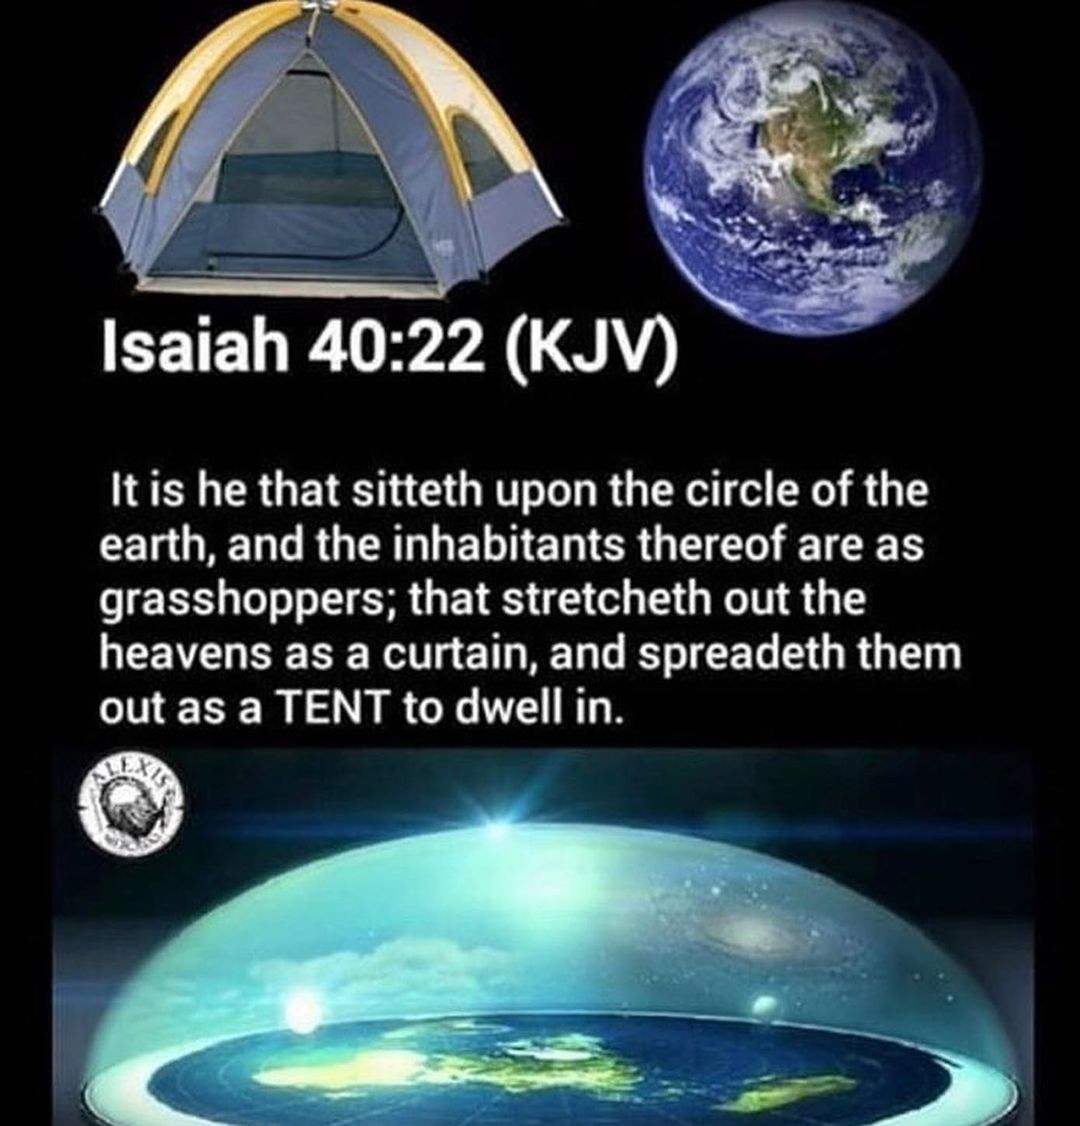 Isaiah 40:22 (KJV)
It is he that sitteth upon the circle of the
earth, and the inhabitants thereof are as
grasshoppers; that stretcheth out the
heavens as a curtain, and spreadeth them
out as a TENT to dwell in.
ALEXIS